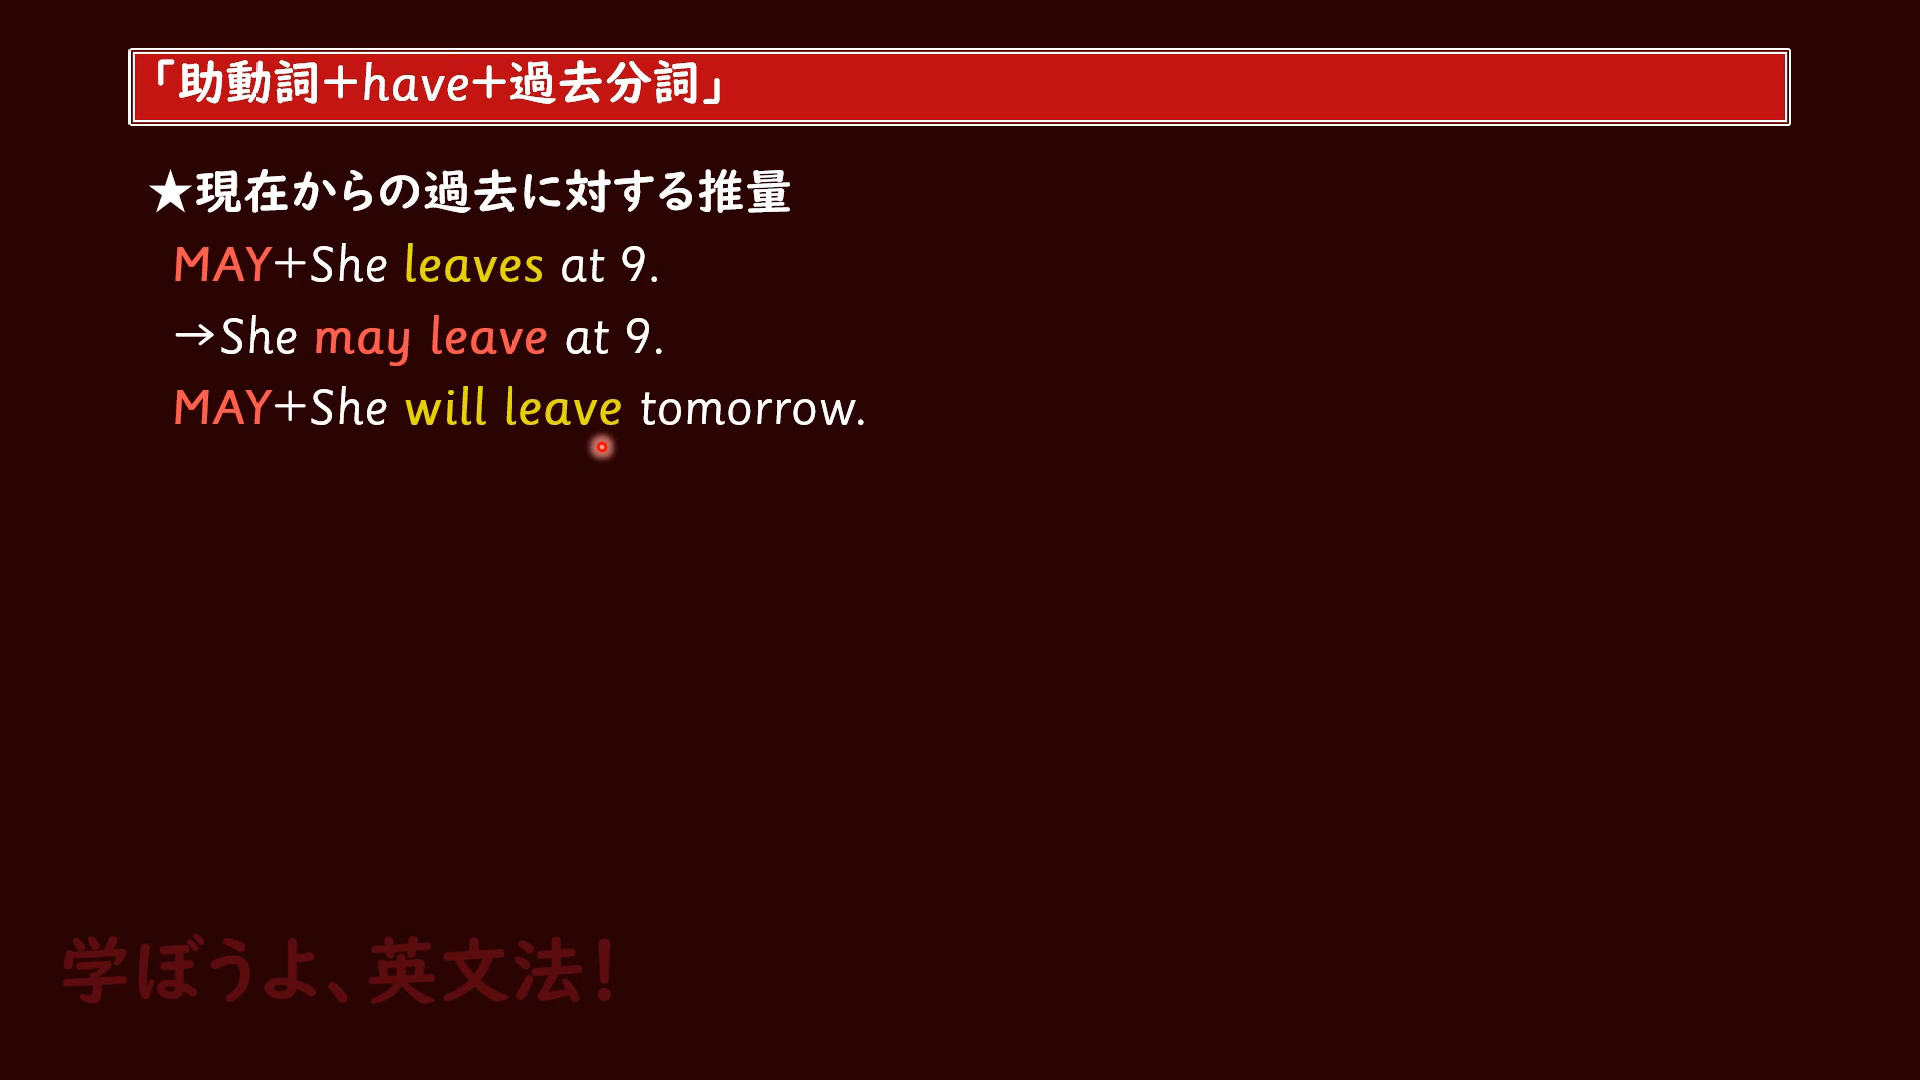 「助動詞+have+過去分詞」
★現在からの過去に対する推量
MAY+She leaves at 9.
→She may leave at 9.
MAY+She will leave tomorrow.
学ぼうよ、英文法!